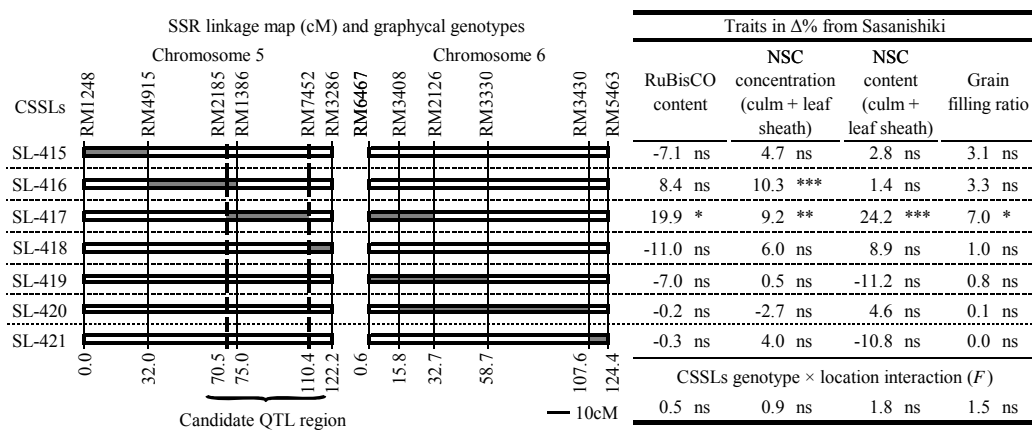 SSR linkage map (cM) and graphycal genotypes
Chromosome 5 Chromosome 6
CSSLs RM1248 RM4915 RM2185 RM1386 RM7452 RM3286 RM6467 RM3408 RM2126 RM3330 RM3430 RM5463
Traits in Δ% from Sasanishiki
RuBisCO content NSC concentration (culm + leaf sheath) NSC content (culm + leaf sheath) Grain filling ratio
SL-415 -7.1 ns 4.7 ns 2.8 ns 3.1 ns
SL-416 8.4 ns 10.3 *** 1.4 ns 3.3 ns
SL-417 19.9 * 9.2 ** 24.2 *** 7.0 *
SL-418 -11.0 ns 6.0 ns 8.9 ns 1.0 ns
SL-419 -7.0 ns 0.5 ns -11.2 ns 0.8 ns
SL-420 -0.2 ns -2.7 ns 4.6 ns 0.1 ns
SL-421 -0.3 ns 4.0 ns -10.8 ns 0.0 ns
0.0 32.0 70.5 75.0 110.4 122.2 0.6 15.8 32.7 58.7 107.6 124.4
Candidate QTL region
10cM
CSSLs genotype × location interaction (F)
0.5 ns 0.9 ns 1.8 ns 1.5 ns